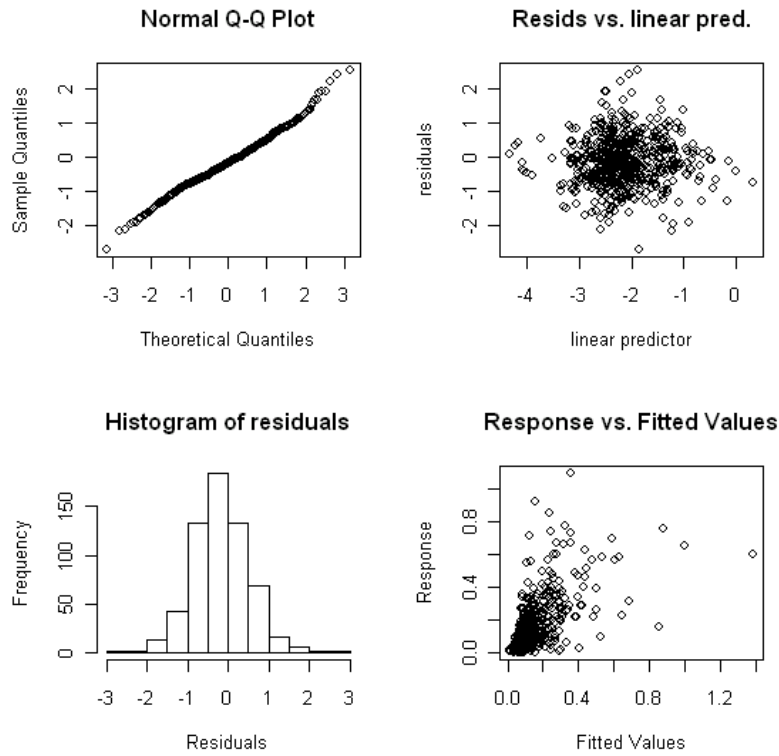 Normal Q-Q Plot
Sample Quantiles
2
1
0
-1
-2
-3 -2 -1 0 1 2 3
Theoretical Quantiles
Resids vs. linear pred.
residuals
2
1
0
-1
-2
-4 -3 -2 -1 0
linear predictor
Histogram of residuals
Frequency
150
100
50
0
-3 -2 -1 0 1 2 3
Residuals
Response vs. Fitted Values
Response
0.8
0.4
0.0
0.0 0.4 0.8 1.2
Fitted Values